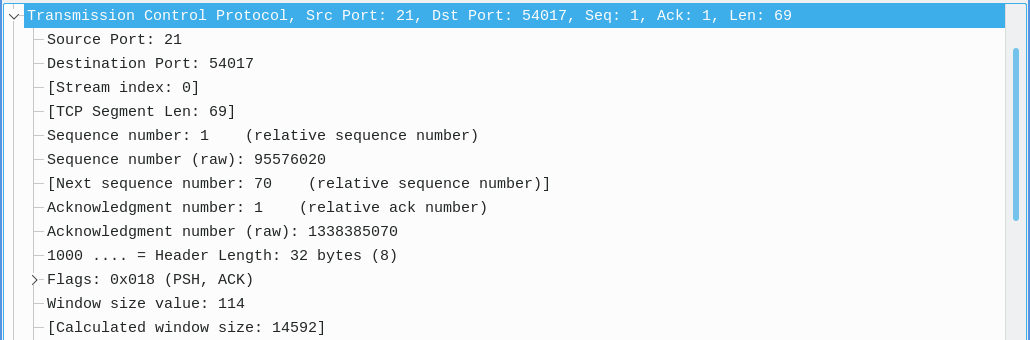 Transmission Control Protocol, Src Port: 21, Dst Port: 54017, Seq: 1, Ack: 1, Len: 69
Source Port: 21
Destination Port: 54017
[Stream index: 0]
[TCP Segment Len: 69]
Sequence number: 1    (relative sequence number)
Sequence number (raw): 95576020
[Next sequence number: 70    (relative sequence number)]
Acknowledgment number: 1    (relative ack number)
Acknowledgment number (raw): 1338385070
1000 .... = Header Length: 32 bytes (8)
Flags: 0x018 (PSH, ACK)
Window size value: 114
[Calculated window size: 14592]